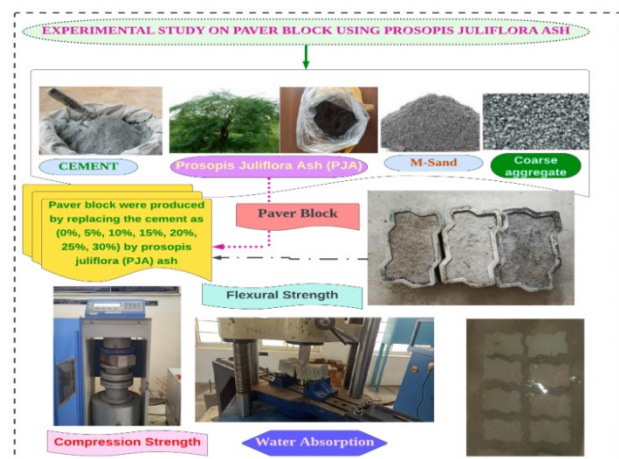 EXPERIMENTAL STUDY ON PAVER BLOCK USING PROSOPIS JULIFLORA ASH
CEMENT
Prosopis Juliflora Ash (PJA)
M-Sand
Coarse
aggregate
Paver block were produced
by replacing the cement as
(0%, 5%, 10%, 15%, 20%,
25%, 30%) by prosopis
juliflora (PJA) ash
Paver Block
Flexural Strength
Compression Strength
Water Absorption